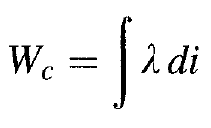 W_c = ∫ λ di